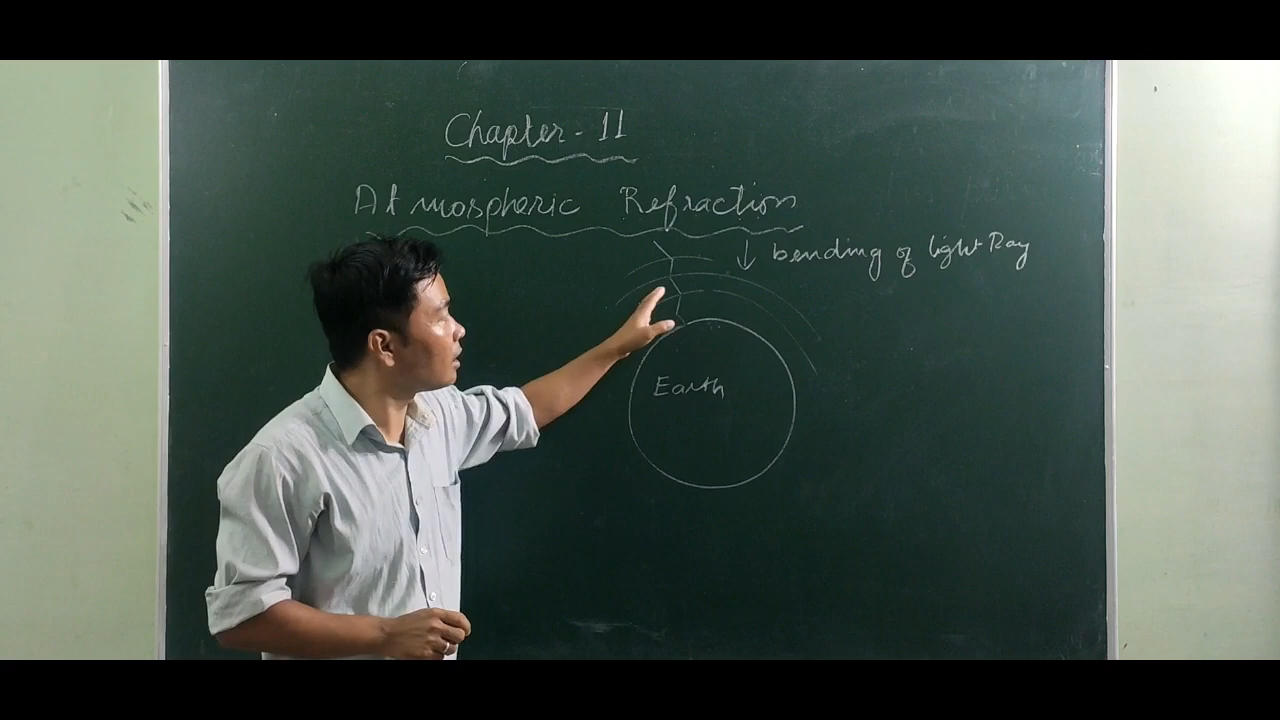 Chapter - 11
Atmospheric Refraction
↓ bending of light Ray
Earth